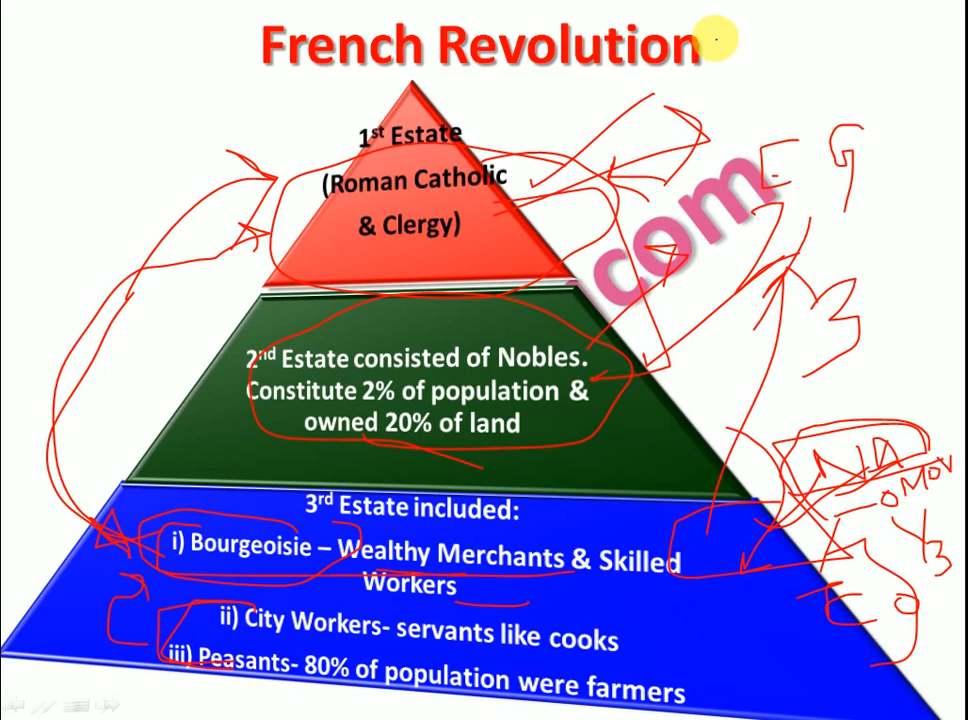 French Revolution
1st Estate
(Roman Catholic
& Clergy)
com
E G
3
2nd Estate consisted of Nobles.
Constitute 2% of population &
owned 20% of land
NA
3rd Estate included:
i) Bourgeoisie – Wealthy Merchants & Skilled
Workers
ii) City Workers- servants like cooks
iii) Peasants- 80% of population were farmers